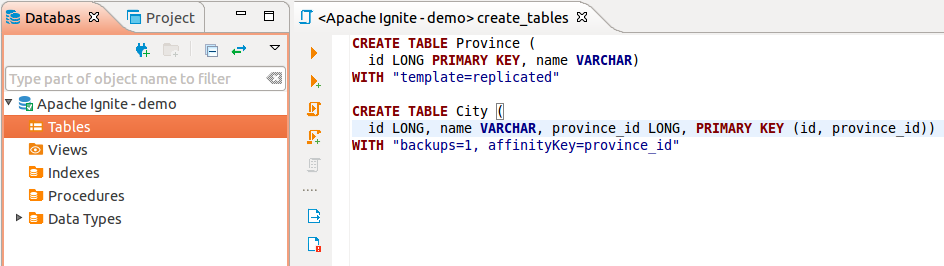 Databas
Project
Type part of object name to filter
Apache Ignite - demo
Tables
Views
Indexes
Procedures
Data Types
<Apache Ignite - demo> create_tables
CREATE TABLE Province (
id LONG PRIMARY KEY, name VARCHAR)
WITH "template=replicated"
CREATE TABLE City (
id LONG, name VARCHAR, province_id LONG, PRIMARY KEY (id, province_id))
WITH "backups=1, affinityKey=province_id"